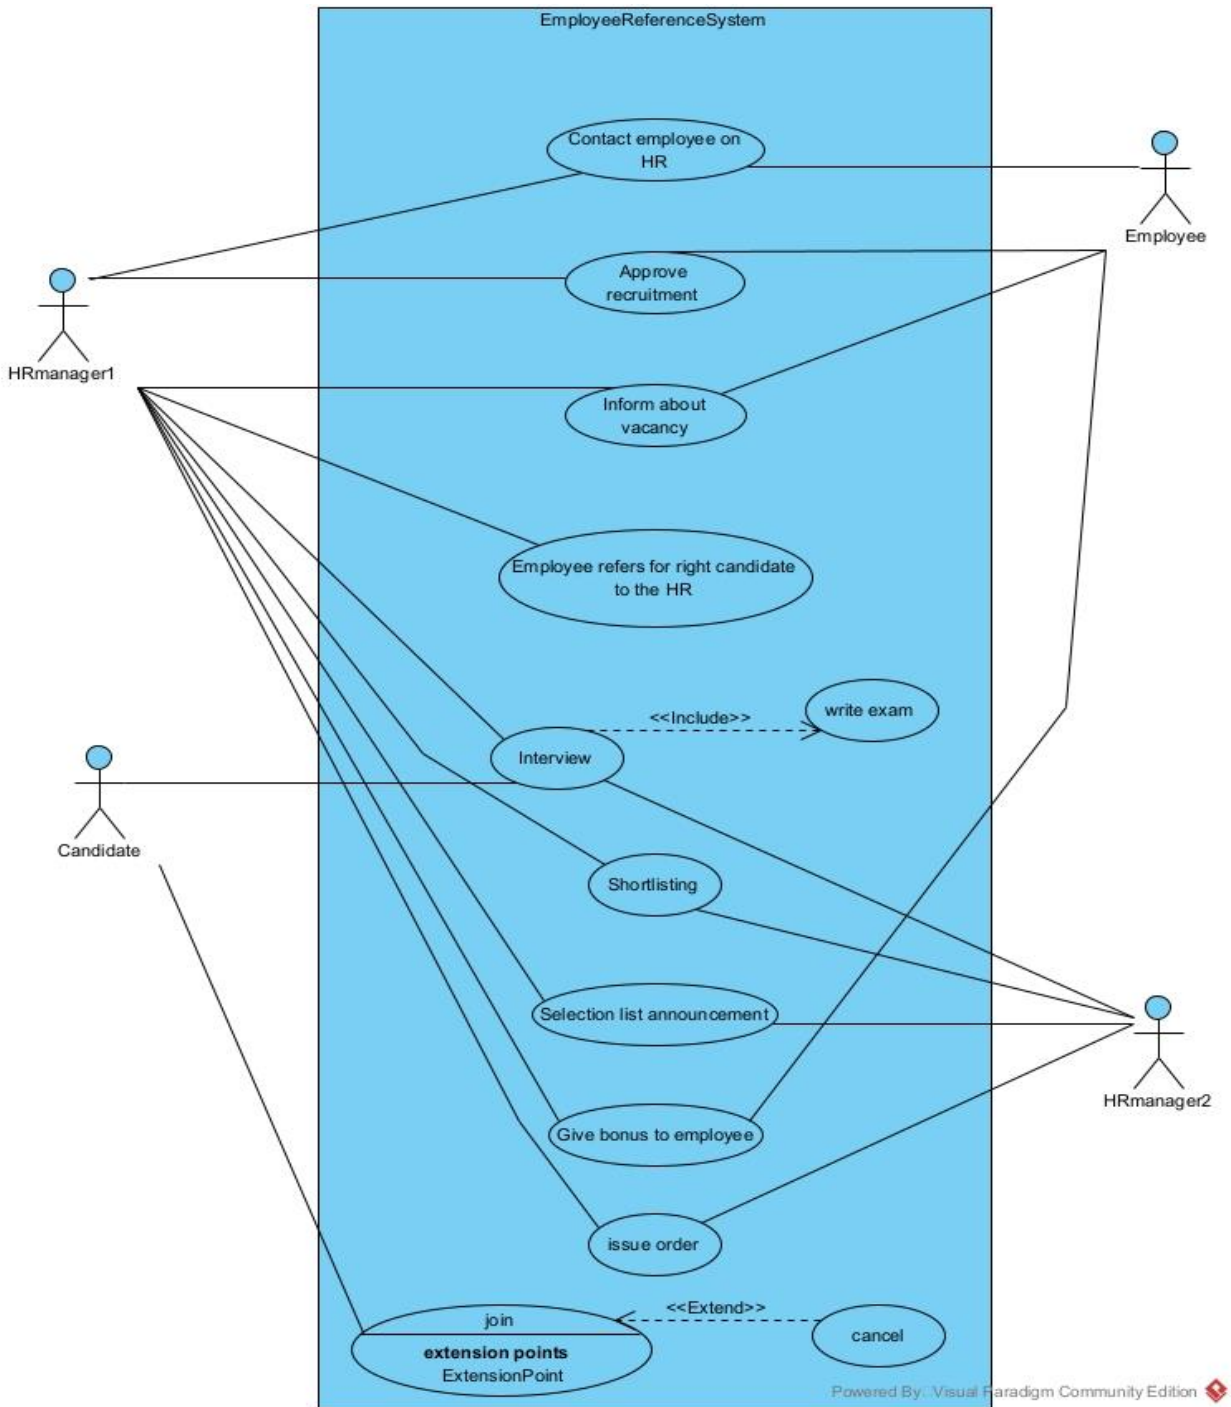 EmployeeReferenceSystem
Contact employee on
HR
Employee
Approve
recruitment
HRmanager1
Inform about
vacancy
Employee refers for right candidate
to the HR
<<Include>>
write exam
Interview
Candidate
Shortlisting
Selection list announcement
HRmanager2
Give bonus to employee
issue order
<<Extend>>
join
cancel
extension points
ExtensionPoint
Powered By Visual Paradigm Community Edition